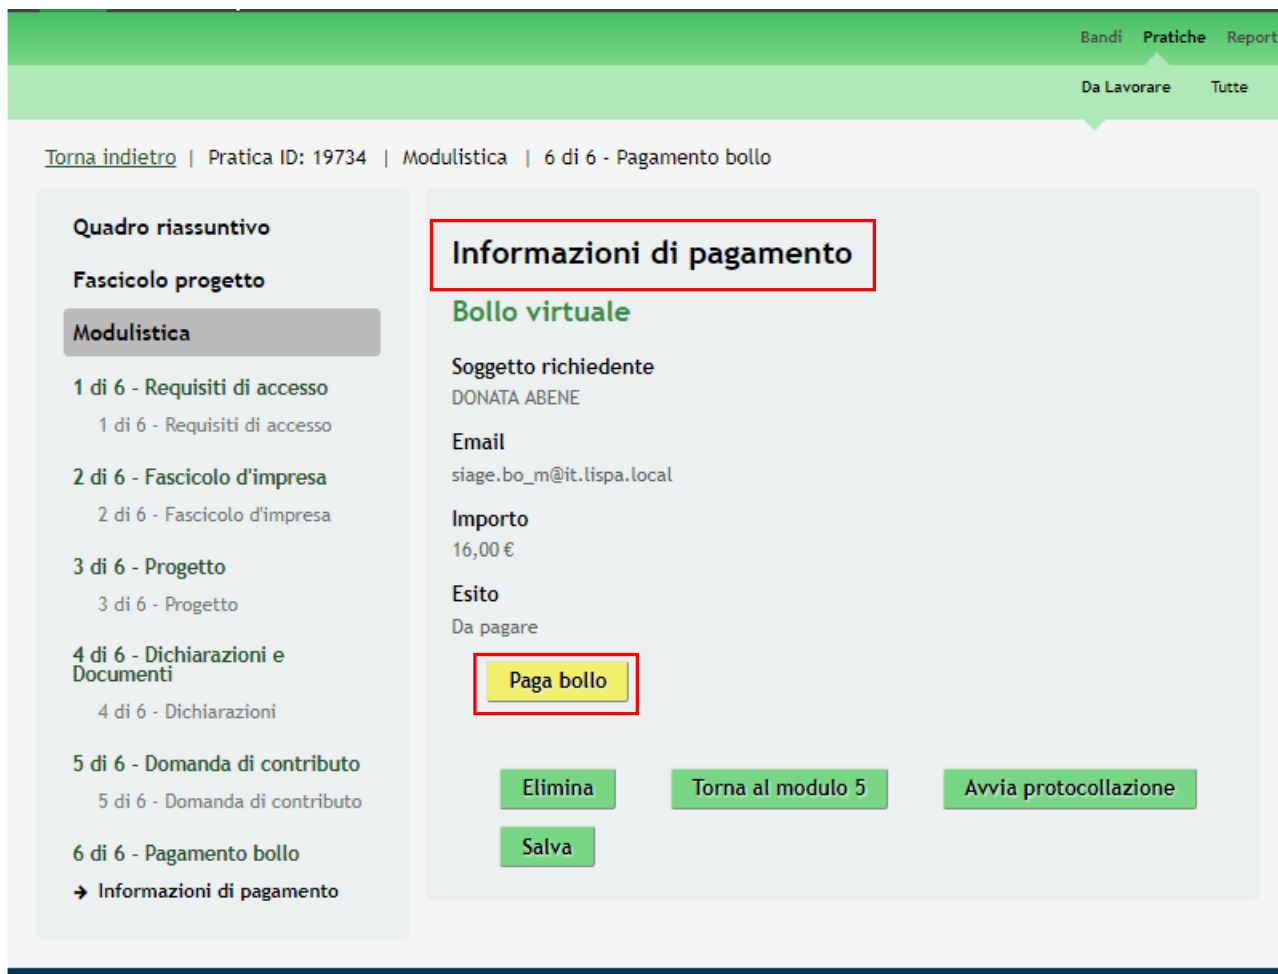 Bandi Pratiche Report
Da Lavorare Tutte
Torna indietro | Pratica ID: 19734 | Modulistica | 6 di 6 - Pagamento bollo
Quadro riassuntivo
Fascicolo progetto
Modulistica
1 di 6 - Requisiti di accesso
1 di 6 - Requisiti di accesso
2 di 6 - Fascicolo d'impresa
2 di 6 - Fascicolo d'impresa
3 di 6 - Progetto
3 di 6 - Progetto
4 di 6 - Dichiarazioni e
Documenti
4 di 6 - Dichiarazioni
5 di 6 - Domanda di contributo
5 di 6 - Domanda di contributo
6 di 6 - Pagamento bollo
➔ Informazioni di pagamento
Informazioni di pagamento
Bollo virtuale
Soggetto richiedente
DONATA ABENE
Email
siage.bo_m@it.lispa.local
Importo
16,00 €
Esito
Da pagare
Paga bollo
Elimina Torna al modulo 5 Avvia protocollazione
Salva